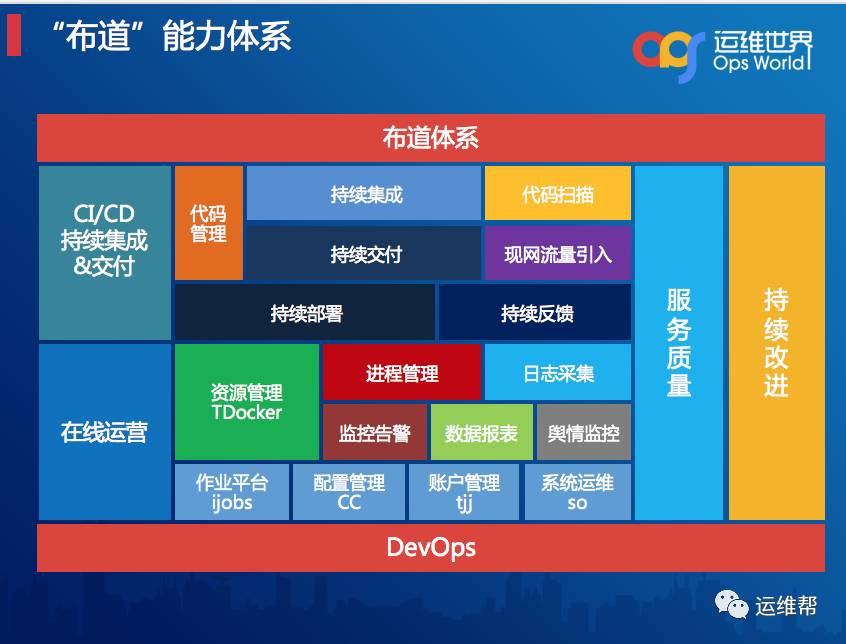 “布道”能力体系
ops
运维世界
Ops World
布道体系
CI/CD
持续集成
&交付
代码
管理
持续集成
代码扫描
持续交付
现网流量引入
持续部署
持续反馈
在线运营
资源管理
TDocker
进程管理
日志采集
监控告警
数据报表
舆情监控
作业平台
ijobs
配置管理
CC
账户管理
tjj
系统运维
so
服
务
质
量
持
续
改
进
DevOps
运维帮